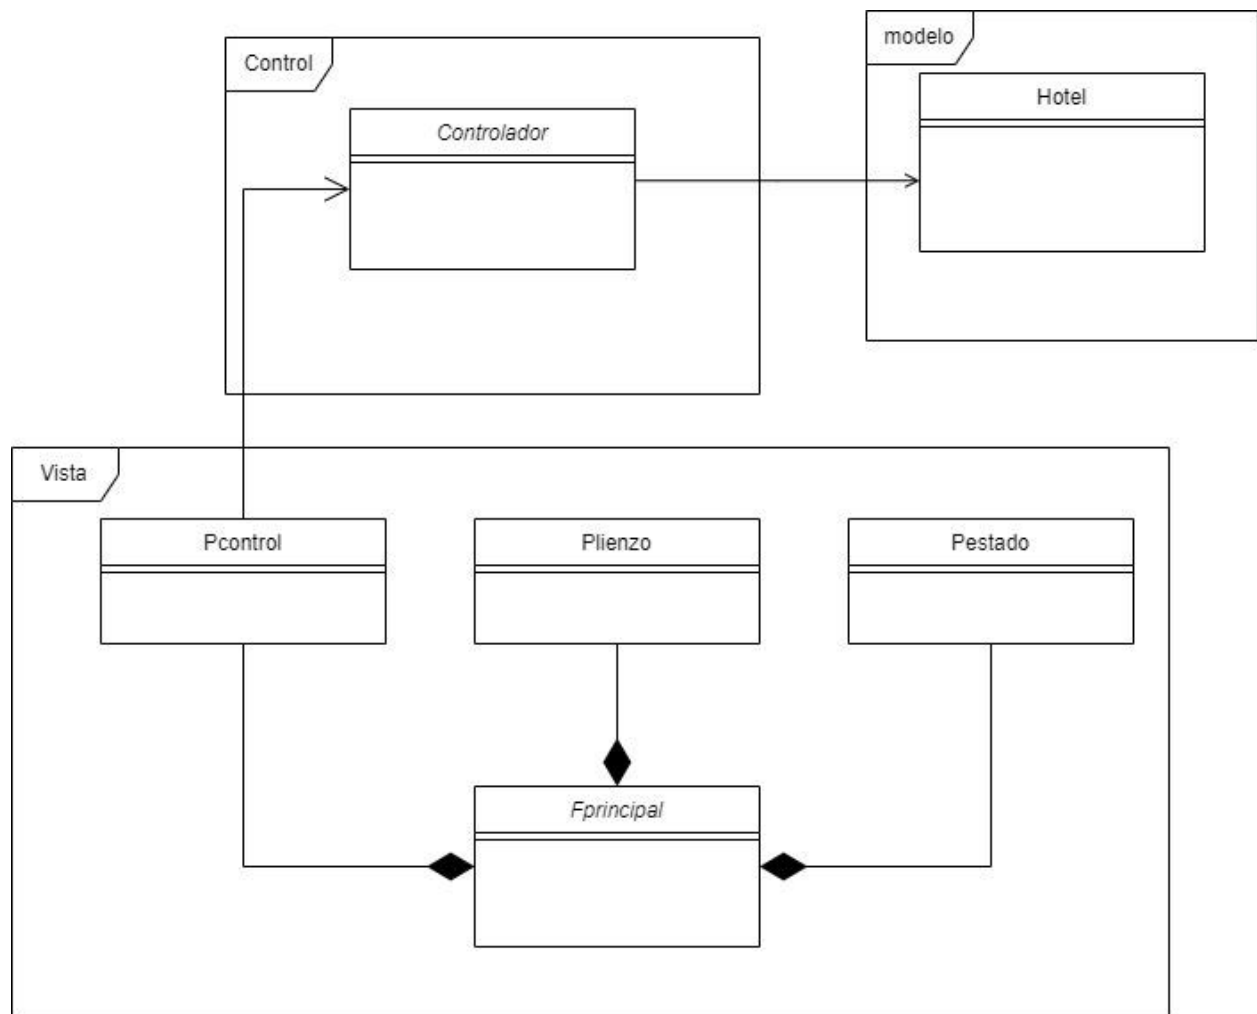 Control
modelo
Controlador
Hotel
Vista
Pcontrol
Plienzo
Pestado
Fprincipal